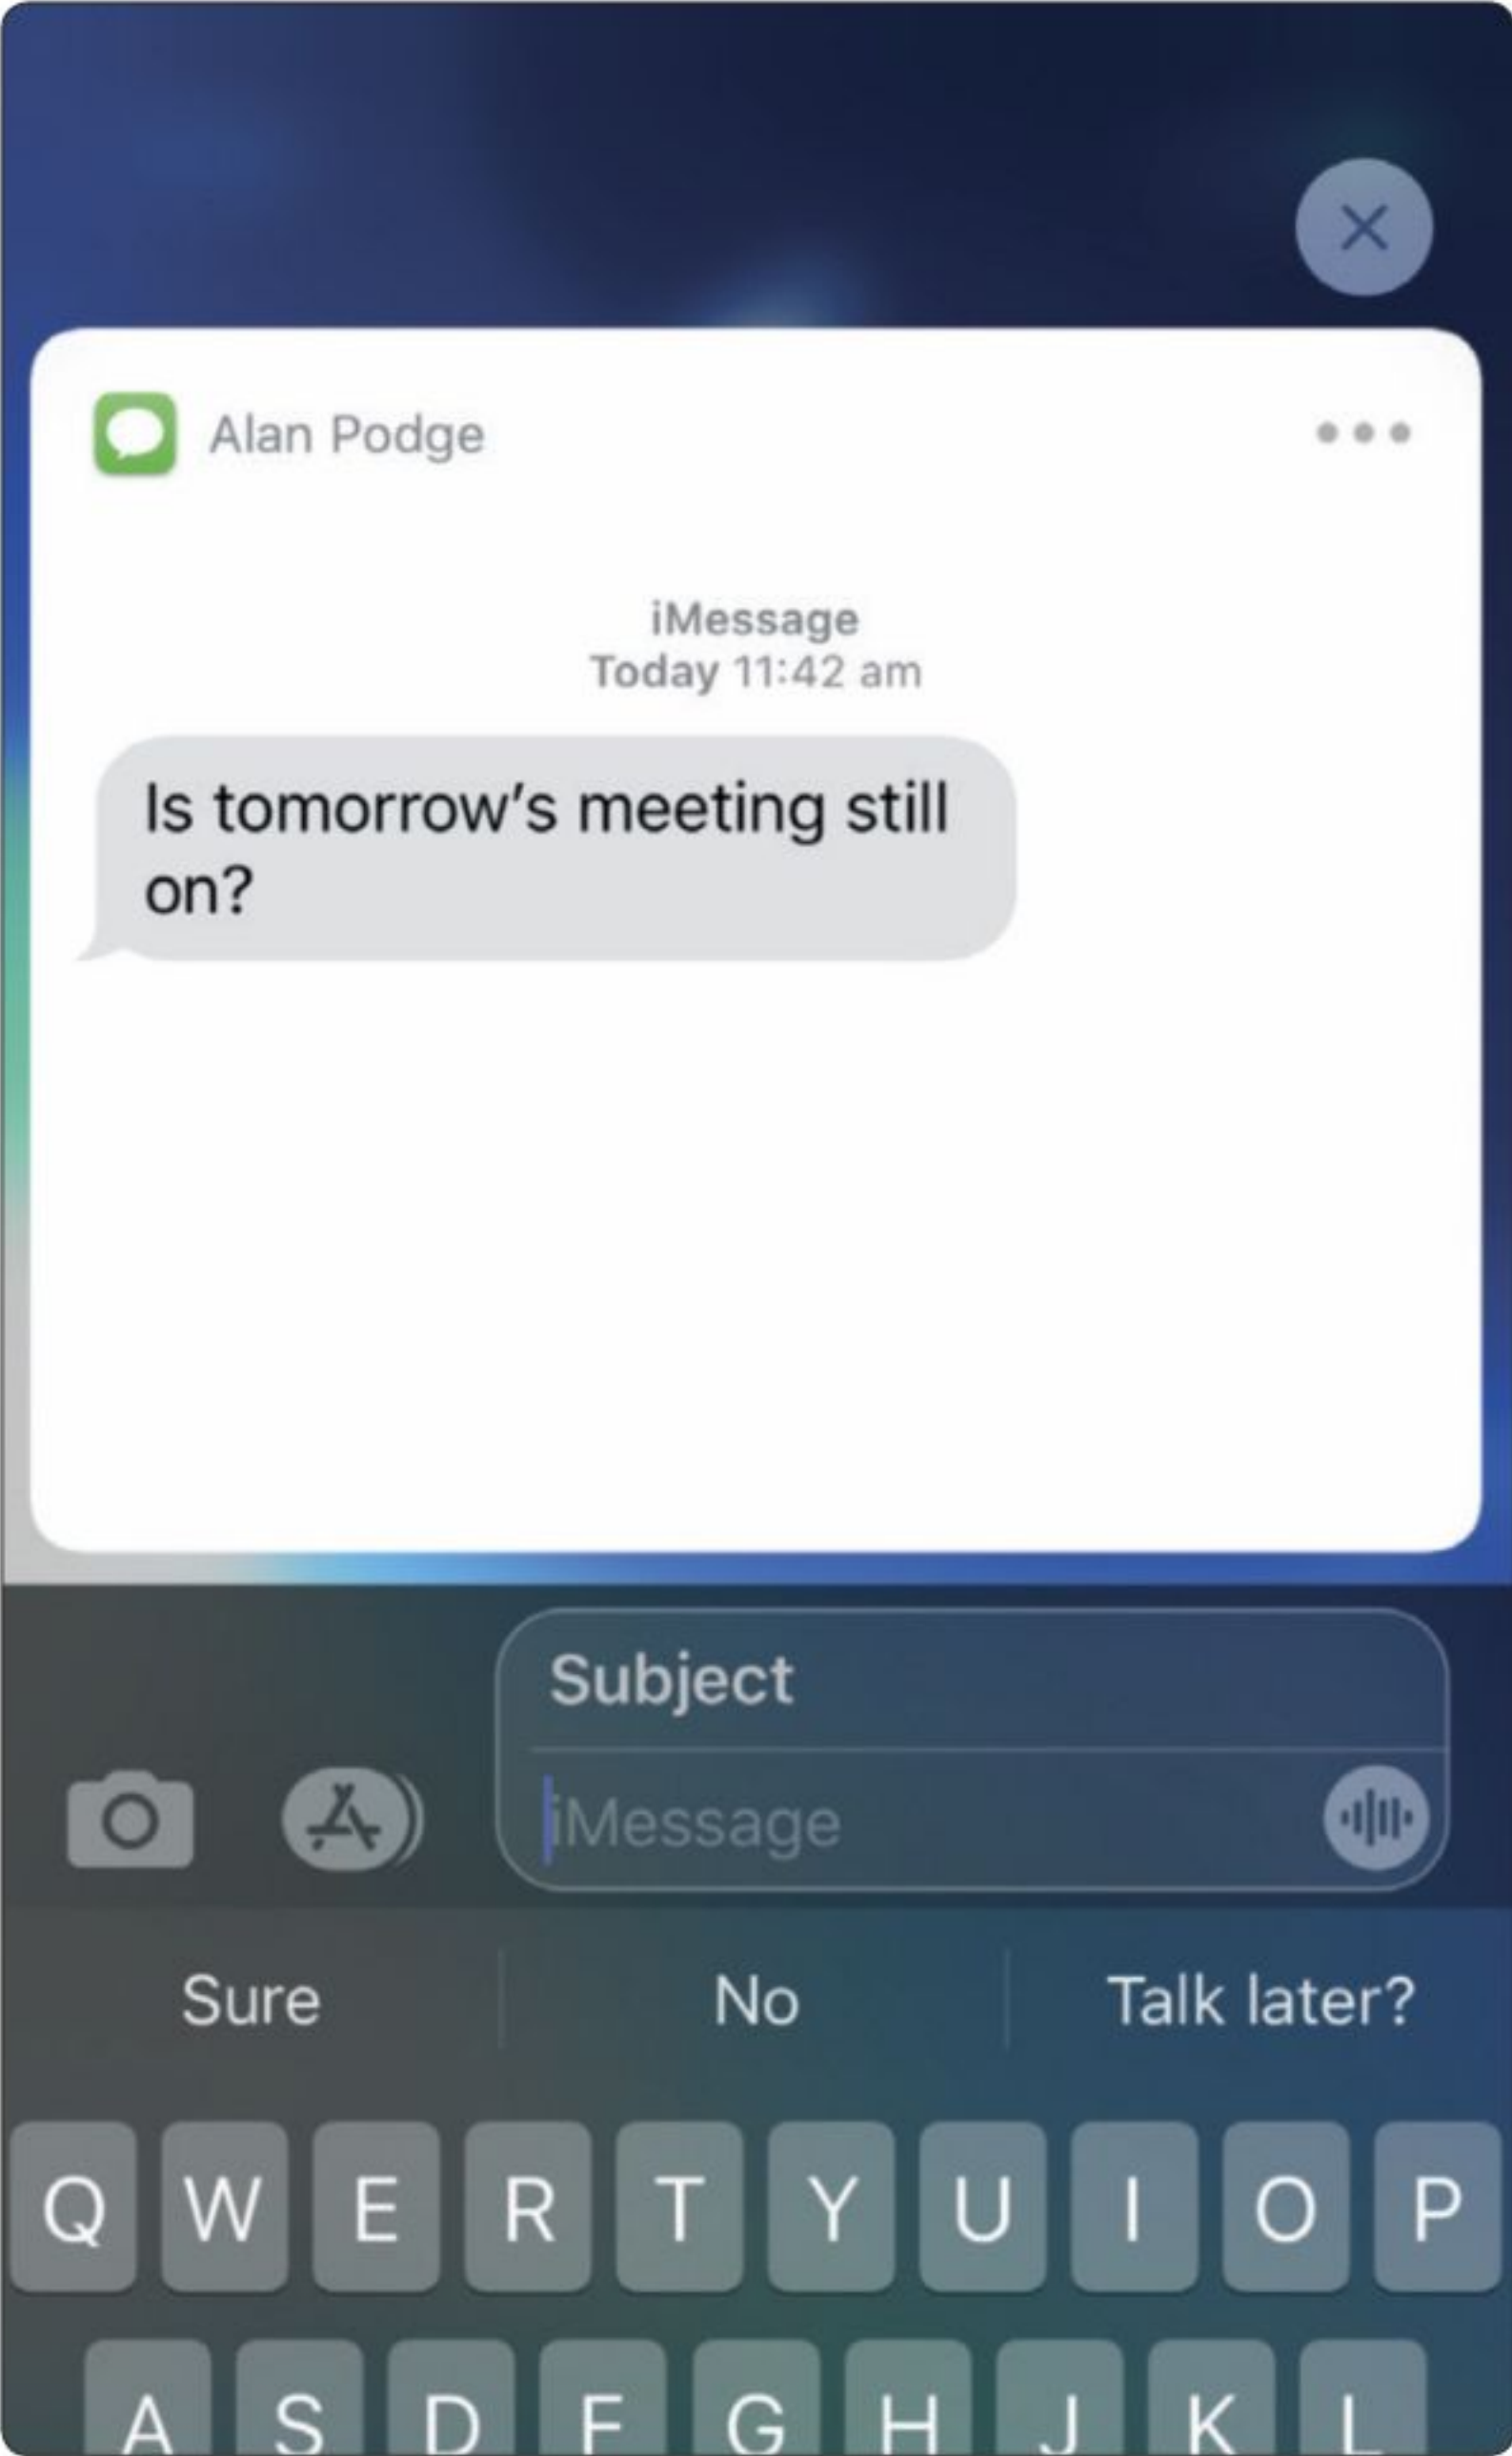 Alan Podge
iMessage
Today 11:42 am
Is tomorrow’s meeting still
on?
Subject
iMessage
Sure No Talk later?
Q W E R T Y U I O P
A S D F G H J K L